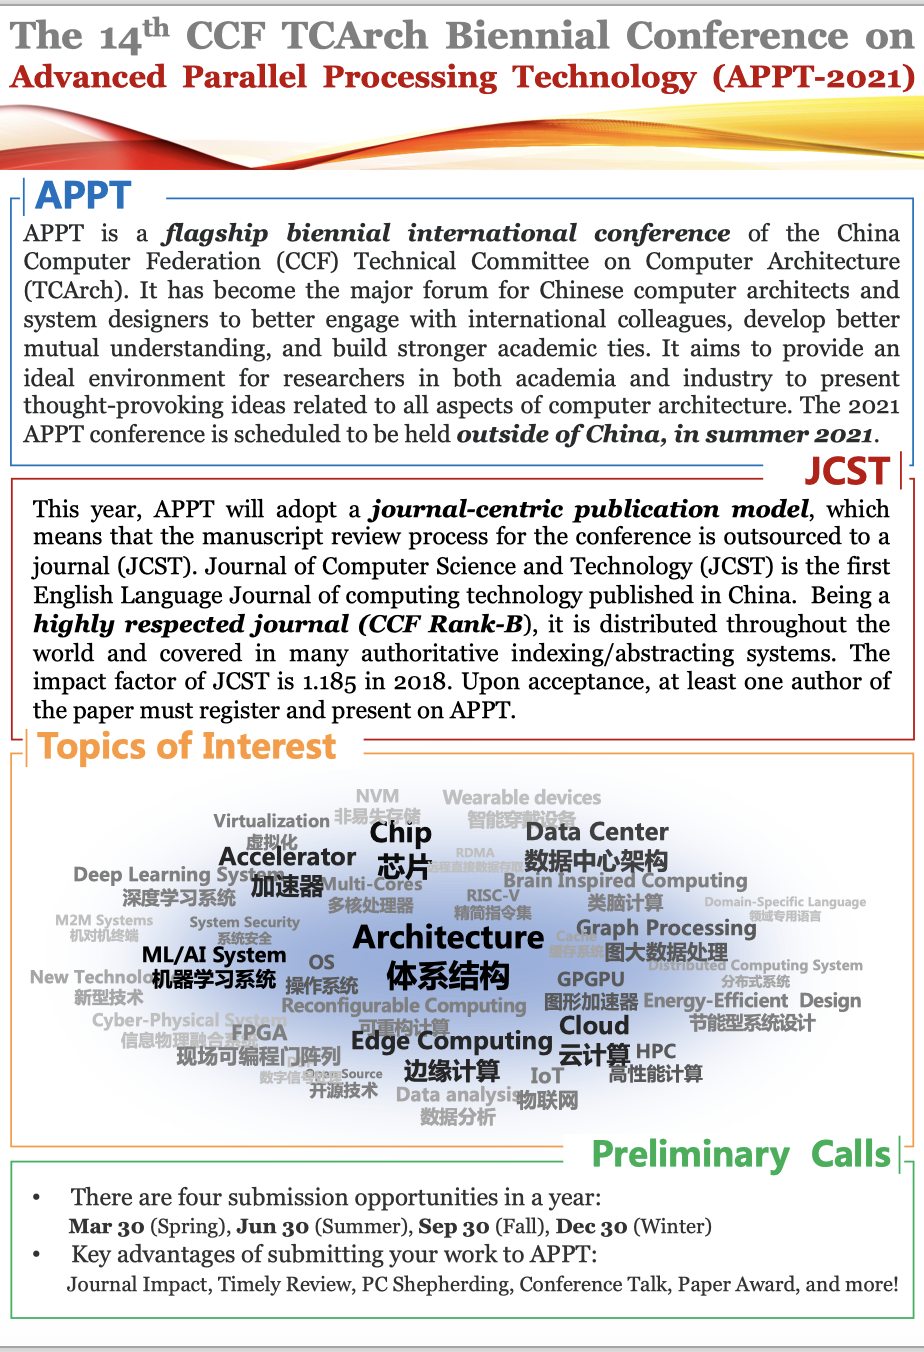 The 14th CCF TCArch Biennial Conference on
Advanced Parallel Processing Technology (APPT-2021)
APPT
APPT is a flagship biennial international conference of the China
Computer Federation (CCF) Technical Committee on Computer Architecture
(TCArch). It has become the major forum for Chinese computer architects and
system designers to better engage with international colleagues, develop better
mutual understanding, and build stronger academic ties. It aims to provide an
ideal environment for researchers in both academia and industry to present
thought-provoking ideas related to all aspects of computer architecture. The 2021
APPT conference is scheduled to be held outside of China, in summer 2021.
JCST
This year, APPT will adopt a journal-centric publication model, which
means that the manuscript review process for the conference is outsourced to a
journal (JCST). Journal of Computer Science and Technology (JCST) is the first
English Language Journal of computing technology published in China. Being a
highly respected journal (CCF Rank-B), it is distributed throughout the
world and covered in many authoritative indexing/abstracting systems. The
impact factor of JCST is 1.185 in 2018. Upon acceptance, at least one author of
the paper must register and present on APPT.
Topics of Interest
NVM
非易失存储
Wearable devices
智能穿戴设备
Virtualization
虚拟化
Chip
芯片
Data Center
数据中心架构
Accelerator
加速器
RDMA
远程直接数据存取
Deep Learning System
深度学习系统
Multi-Cores
多核处理器
RISC-V
精简指令集
Brain Inspired Computing
类脑计算
Domain-Specific Language
领域专用语言
M2M Systems
机对机终端
System Security
系统安全
Architecture
体系结构
Cache
缓存系统
Graph Processing
图大数据处理
ML/AI System
机器学习系统
OS
操作系统
Distributed Computing System
分布式系统
New Technolo
新型技术
GPGPU
图形加速器
Energy-Efficient Design
节能型系统设计
Reconfigurable Computing
可重构计算
Cyber-Physical System
信息物理融合
FPGA
现场可编程门阵列
Edge Computing
边缘计算
Cloud
云计算
HPC
高性能计算
数字信号处理
Open Source
开源技术
IoT
物联网
Data analysis
数据分析
Preliminary Calls
• There are four submission opportunities in a year:
Mar 30 (Spring), Jun 30 (Summer), Sep 30 (Fall), Dec 30 (Winter)
• Key advantages of submitting your work to APPT:
Journal Impact, Timely Review, PC Shepherding, Conference Talk, Paper Award, and more!